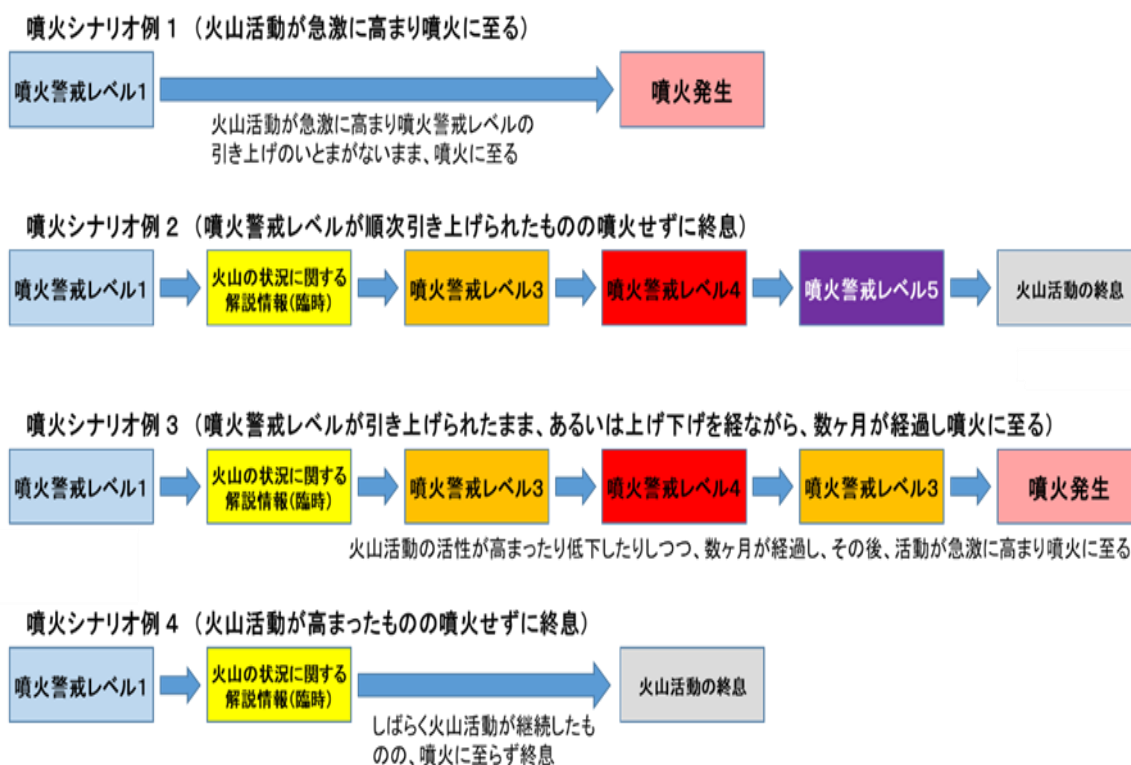 噴火シナリオ例１（火山活動が急激に高まり噴火に至る）
噴火警戒レベル1
噴火発生
火山活動が急激に高まり噴火警戒レベルの
引き上げのいとまがないまま、噴火に至る
噴火シナリオ例２（噴火警戒レベルが順次引き上げられたものの噴火せずに終息）
噴火警戒レベル1
火山の状況に関する
解説情報(臨時)
噴火警戒レベル3
噴火警戒レベル4
噴火警戒レベル5
火山活動の終息
噴火シナリオ例３（噴火警戒レベルが引き上げられたまま、あるいは上げ下げを経ながら、数ヶ月が経過し噴火に至る）
噴火警戒レベル1
火山の状況に関する
解説情報(臨時)
噴火警戒レベル3
噴火警戒レベル4
噴火警戒レベル3
噴火発生
火山活動の活性が高まったり低下したりしつつ、数ヶ月が経過し、その後、活動が急激に高まり噴火に至る
噴火シナリオ例４（火山活動が高まったものの噴火せずに終息）
噴火警戒レベル1
火山の状況に関する
解説情報(臨時)
火山活動の終息
しばらく火山活動が継続したも
のの、噴火に至らず終息